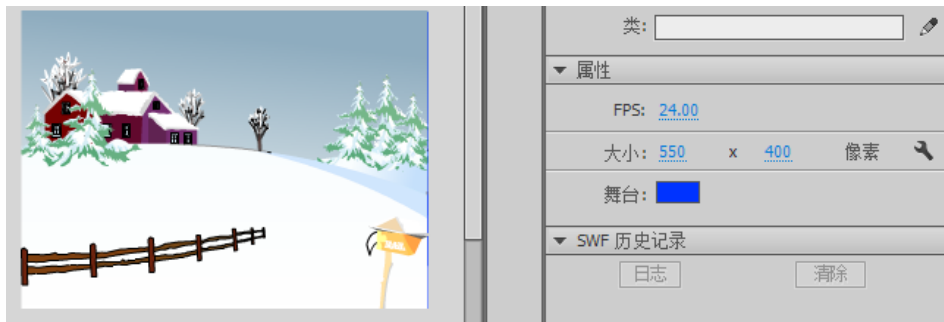 类:
属性
FPS: 24.00
大小: 550 x 400 像素
舞台:
SWF 历史记录
日志 清除
TRAIL